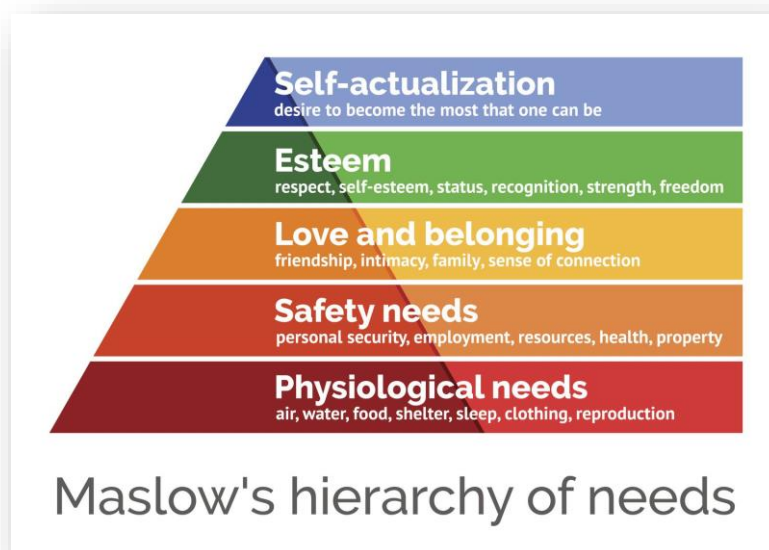 Self-actualization
desire to become the most that one can be
Esteem
respect, self-esteem, status, recognition, strength, freedom
Love and belonging
friendship, intimacy, family, sense of connection
Safety needs
personal security, employment, resources, health, property
Physiological needs
air, water, food, shelter, sleep, clothing, reproduction
Maslow's hierarchy of needs